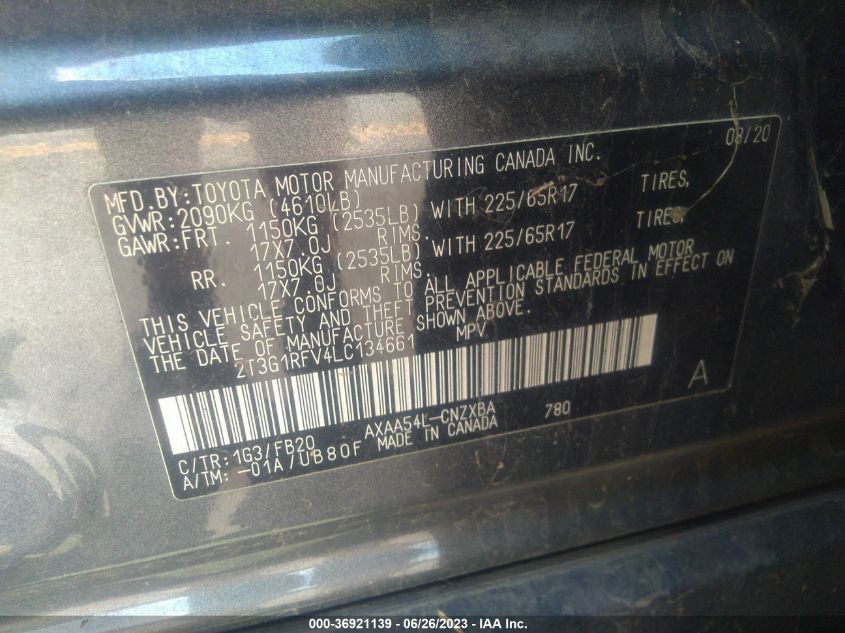 08/20
MFD.BY:TOYOTA MOTOR MANUFACTURING CANADA INC.
GVWR:2090KG (4610LB)
GAWR:FRT. 1150KG (2535LB) WITH 225/65R17 TIRES,
17X7.0J RIMS.
RR. 1150KG (2535LB) WITH 225/65R17 TIRES,
17X7.0J RIMS.
THIS VEHICLE CONFORMS TO ALL APPLICABLE FEDERAL MOTOR
VEHICLE SAFETY AND THEFT PREVENTION STANDARDS IN EFFECT ON
THE DATE OF MANUFACTURE SHOWN ABOVE.
2T3G1RFV4LC134661 MPV
A
C/TR:1G3/FB20 AXAA54L-CNZXBA 780
A/TM: -01A/UB80F MADE IN CANADA
000-36921139 - 06/26/2023 - IAA Inc.